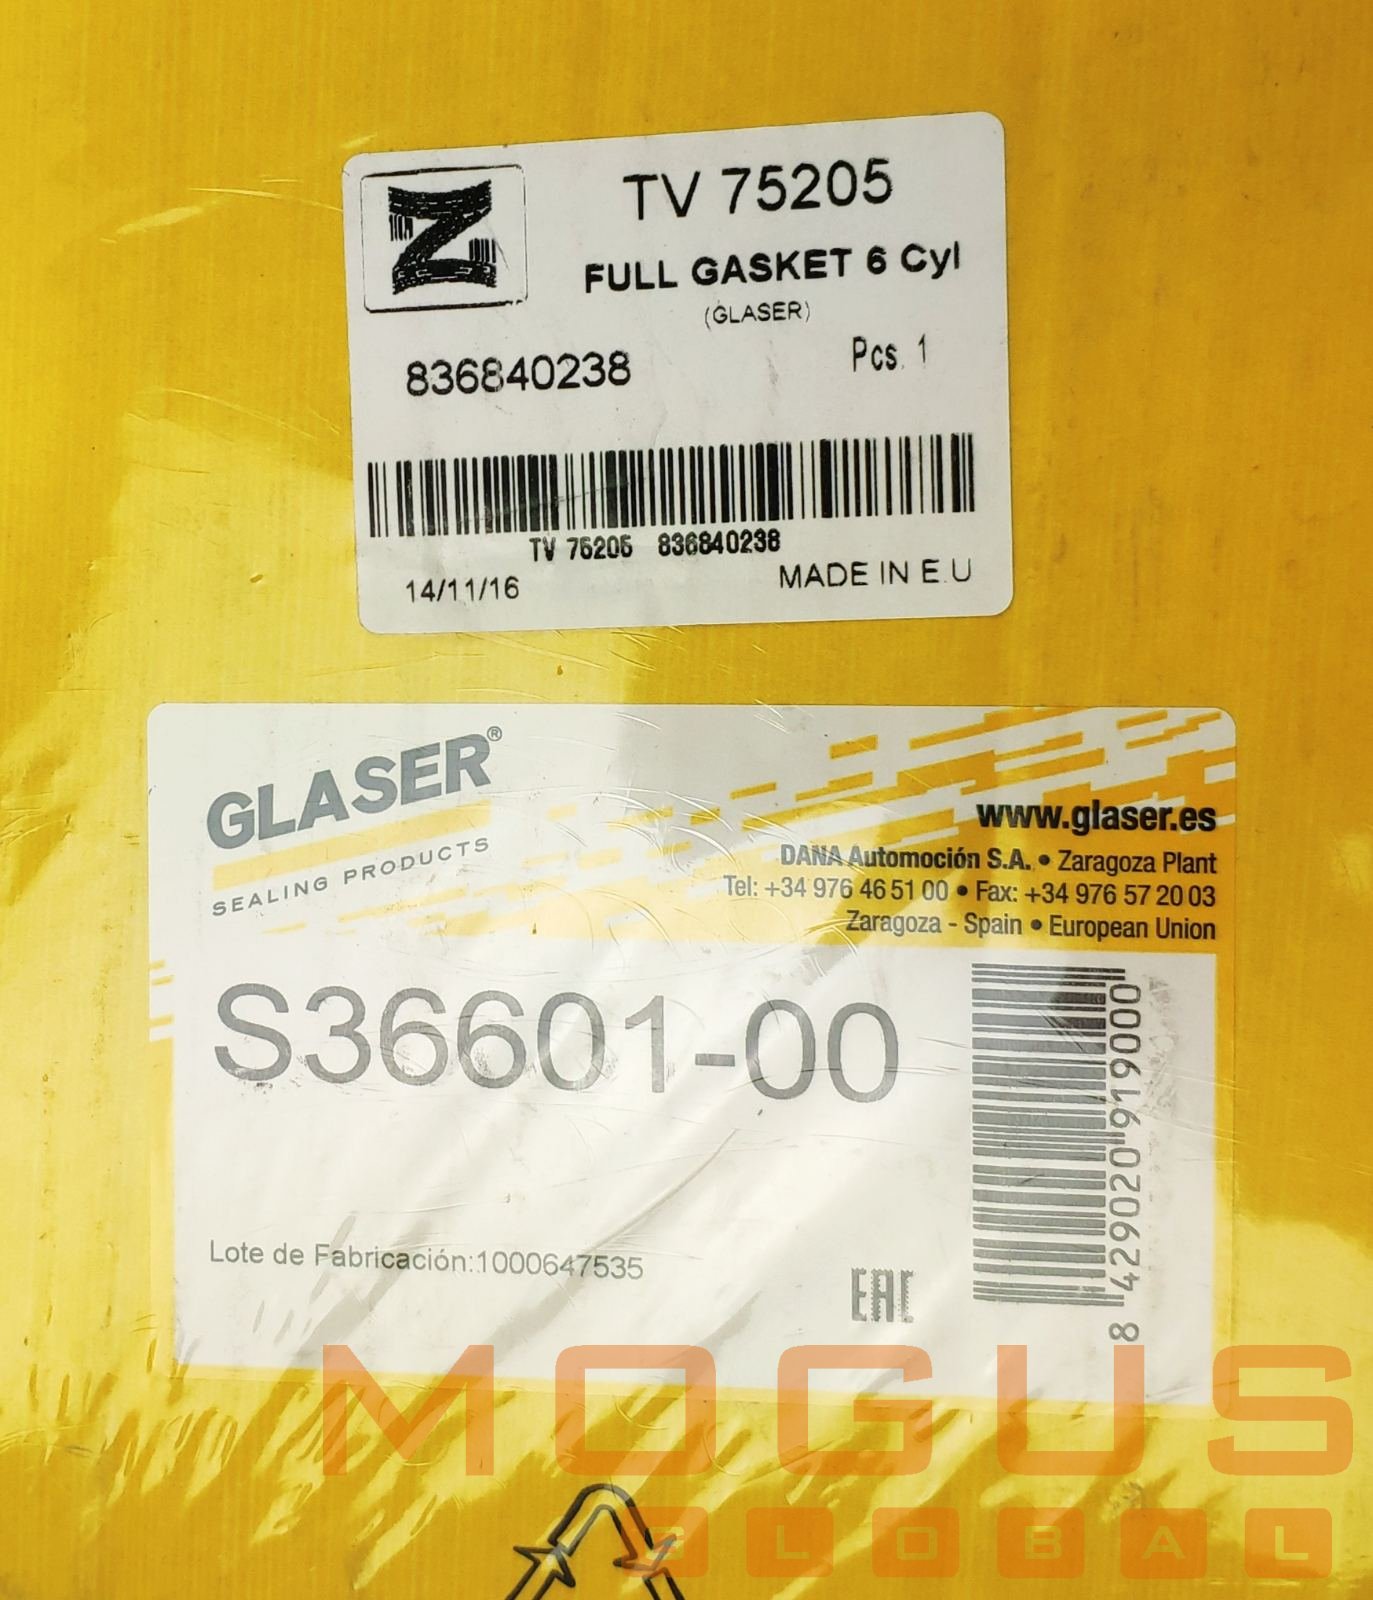 Z
TV 75205
FULL GASKET 6 Cyl
(GLASER)
836840238
Pcs. 1
TV 75205 836840238
14/11/16
MADE IN E.U
GLASER®
SEALING PRODUCTS
www.glaser.es
DANA Automoción S.A. • Zaragoza Plant
Tel: +34 976 46 51 00 • Fax: +34 976 57 20 03
Zaragoza - Spain • European Union
S36601-00
8 429020 919000
Lote de Fabricación:1000647535
EAC
MOGUS
GLOBAL